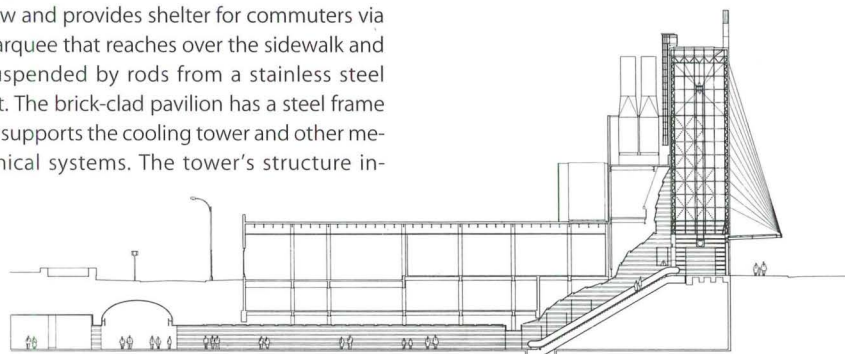 w and provides shelter for commuters via
arquee that reaches over the sidewalk and
uspended by rods from a stainless steel
t. The brick-clad pavilion has a steel frame
supports the cooling tower and other me-
nical systems. The tower's structure in-